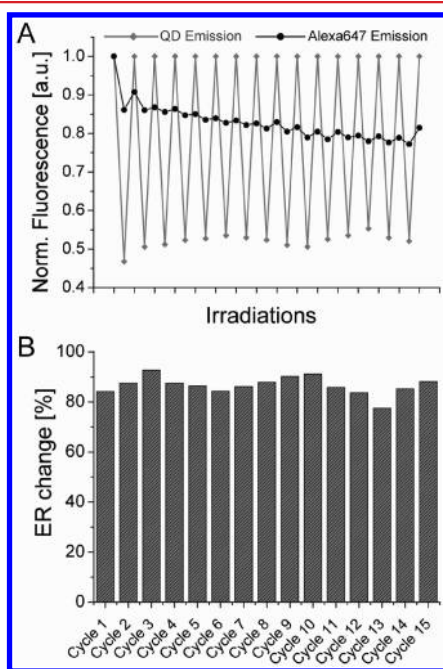 A
QD Emission
Alexa647 Emission
1.0
0.9
0.8
0.7
0.6
0.5
0.4
Norm. Fluorescence [a.u.]
Irradiations
B
100
80
60
40
20
0
ER change [%]
Cycle 1
Cycle 2
Cycle 3
Cycle 4
Cycle 5
Cycle 6
Cycle 7
Cycle 8
Cycle 9
Cycle 10
Cycle 11
Cycle 12
Cycle 13
Cycle 14
Cycle 15